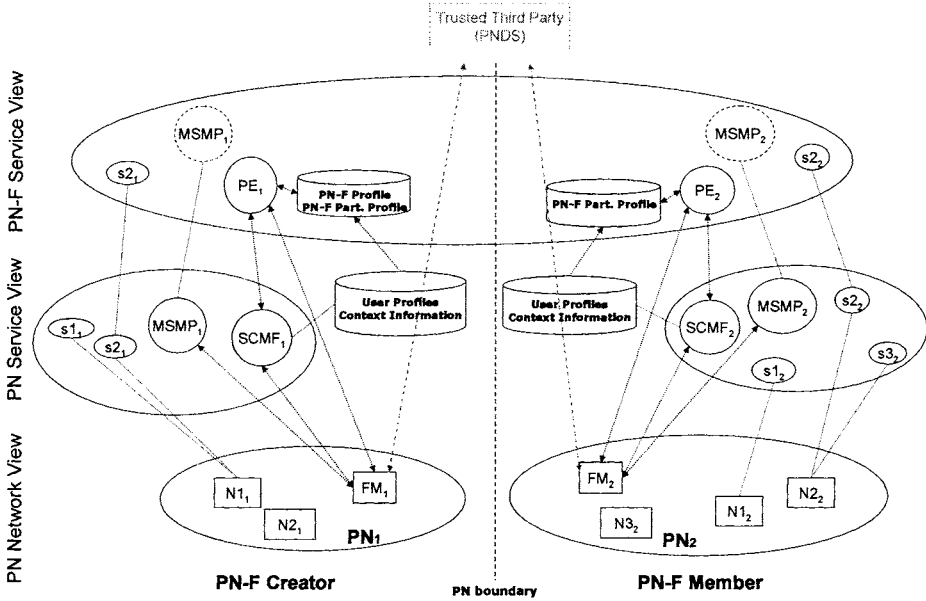 Trusted Third Party
(PNDS)
PN-F Service View
MSMP₁
MSMP₂
s2₁
s2₂
PE₁
PE₂
PN-F Profile
PN-F Part. Profile
PN-F Part. Profile
PN Service View
User Profiles
Context Information
User Profiles
Context Information
s1₁
s2₁
MSMP₁
SCMF₁
SCMF₂
MSMP₂
s2₂
s1₂
s3₂
PN Network View
N1₁
N2₁
FM₁
PN₁
FM₂
N3₂
N1₂
N2₂
PN₂
PN-F Creator
PN boundary
PN-F Member